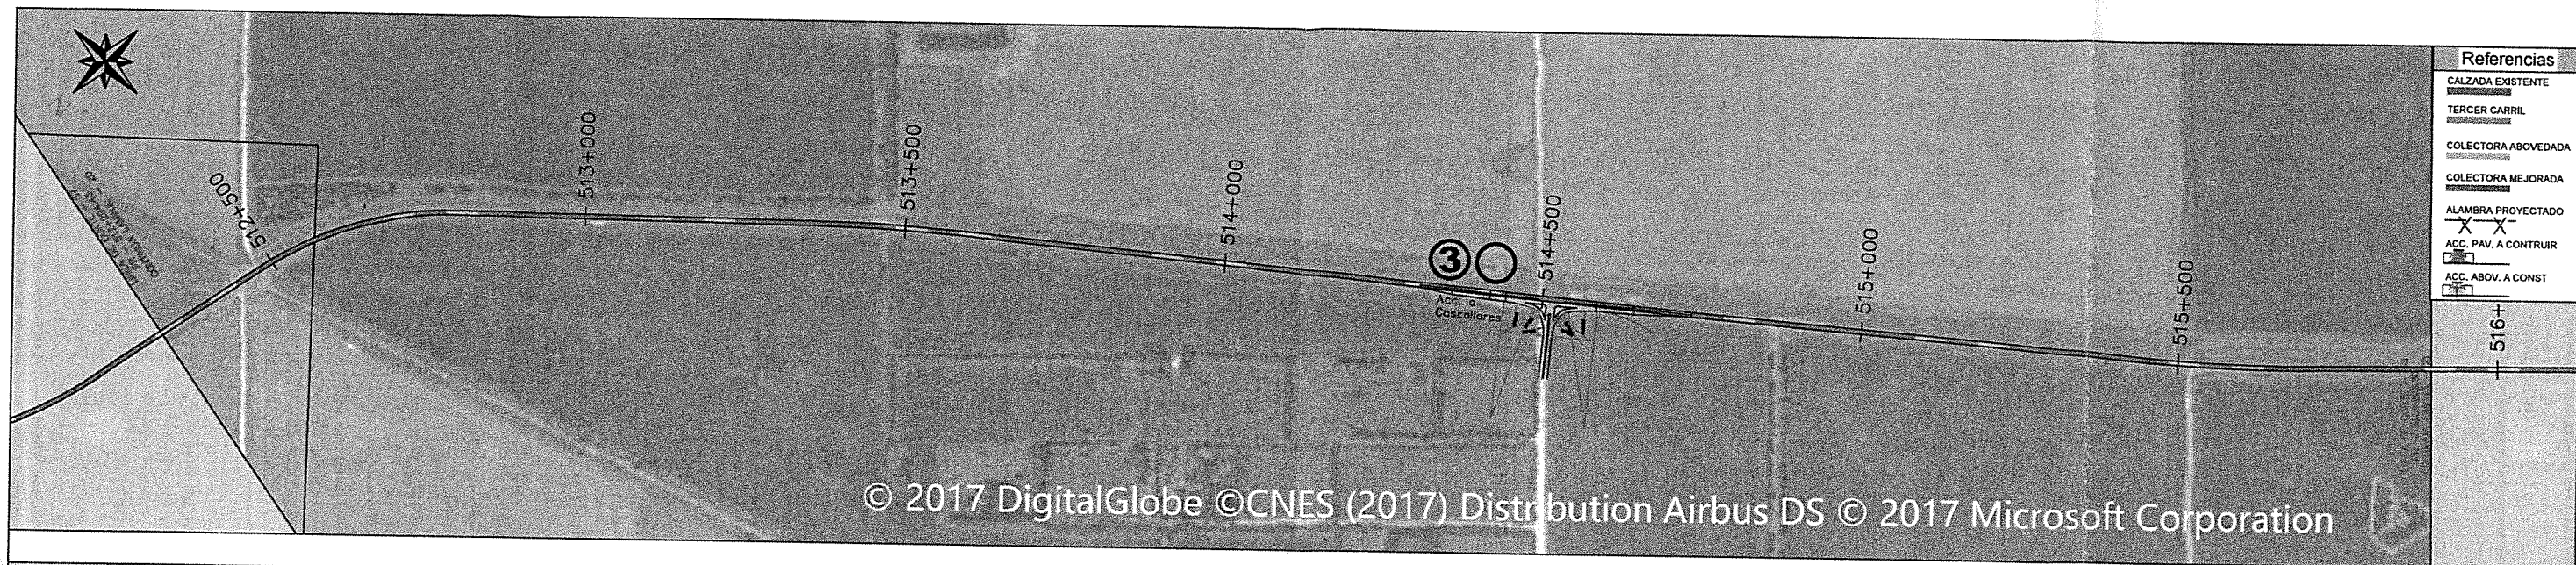 Referencias
CALZADA EXISTENTE
TERCER CARRIL
COLECTORA ABOVEDADA
COLECTORA MEJORADA
ALAMBRA PROYECTADO
ACC. PAV. A CONTRUIR
ACC. ABOV. A CONST
512+500
513+000
513+500
514+000
514+500
515+000
515+500
516+
3
Acc. a
Cascallares
© 2017 DigitalGlobe ©CNES (2017) Distribution Airbus DS © 2017 Microsoft Corporation